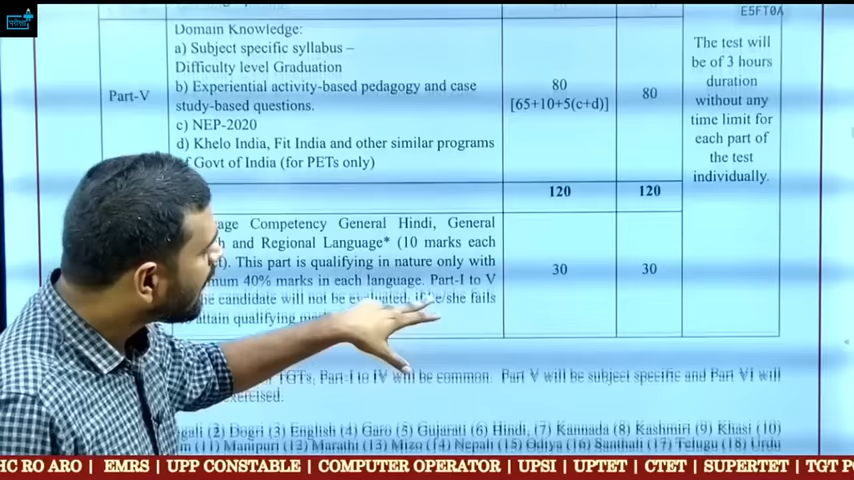 परीक्षा
E5FT0A
Domain Knowledge:
a) Subject specific syllabus –
Difficulty level Graduation
b) Experiential activity-based pedagogy and case
study-based questions.
c) NEP-2020
d) Khelo India, Fit India and other similar programs
of Govt of India (for PETs only)
Part-V
80
[65+10+5(c+d)]
80
The test will
be of 3 hours
duration
without any
time limit for
each part of
the test
individually.
120
120
Competency General Hindi, General
and Regional Language* (10 marks each
This part is qualifying in nature only with
40% marks in each language. Part-I to V
candidate will not be if he/she fails
attain qualifying
30
30
TGTs, Part-I to IV will be common. Part V will be subject specific and Part VI will
exercised.
(2) Dogri (3) English (4) Garo (5) Gujarati (6) Hindi, (7) Kannada (8) Kashmiri (9) Khasi (10)
(11) Manipuri (12) Marathi (13) Mizo (14) Nepali (15) Odiya (16) Santhali (17) Telugu (18) Urdu
HC RO ARO | EMRS | UPP CONSTABLE | COMPUTER OPERATOR | UPSI | UPTET | CTET | SUPERTET | TGT